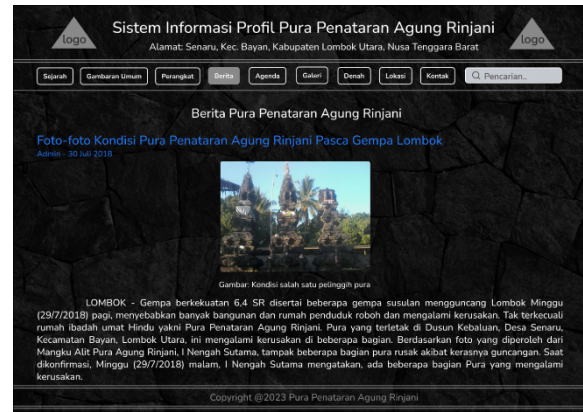 logo
Sistem Informasi Profil Pura Penataran Agung Rinjani
Alamat: Senaru, Kec. Bayan, Kabupaten Lombok Utara, Nusa Tenggara Barat
logo
Sejarah Gambaran Umum Perangkat Berita Agenda Galeri Denah Lokasi Kontak Pencarian..
Berita Pura Penataran Agung Rinjani
Foto-foto Kondisi Pura Penataran Agung Rinjani Pasca Gempa Lombok
Admin - 30 Juli 2018
Gambar: Kondisi salah satu pelinggih pura
LOMBOK - Gempa berkekuatan 6,4 SR disertai beberapa gempa susulan mengguncang Lombok Minggu
(29/7/2018) pagi, menyebabkan banyak bangunan dan rumah penduduk roboh dan mengalami kerusakan. Tak terkecuali
rumah ibadah umat Hindu yakni Pura Penataran Agung Rinjani. Pura yang terletak di Dusun Kebaluan, Desa Senaru,
Kecamatan Bayan, Lombok Utara, ini mengalami kerusakan di beberapa bagian. Berdasarkan foto yang diperoleh dari
Mangku Alit Pura Agung Rinjani, I Nengah Sutama, tampak beberapa bagian pura rusak akibat kerasnya guncangan. Saat
dikonfirmasi, Minggu (29/7/2018) malam, I Nengah Sutama mengatakan, ada beberapa bagian Pura yang mengalami
kerusakan.
Copyright @2023 Pura Penataran Agung Rinjani